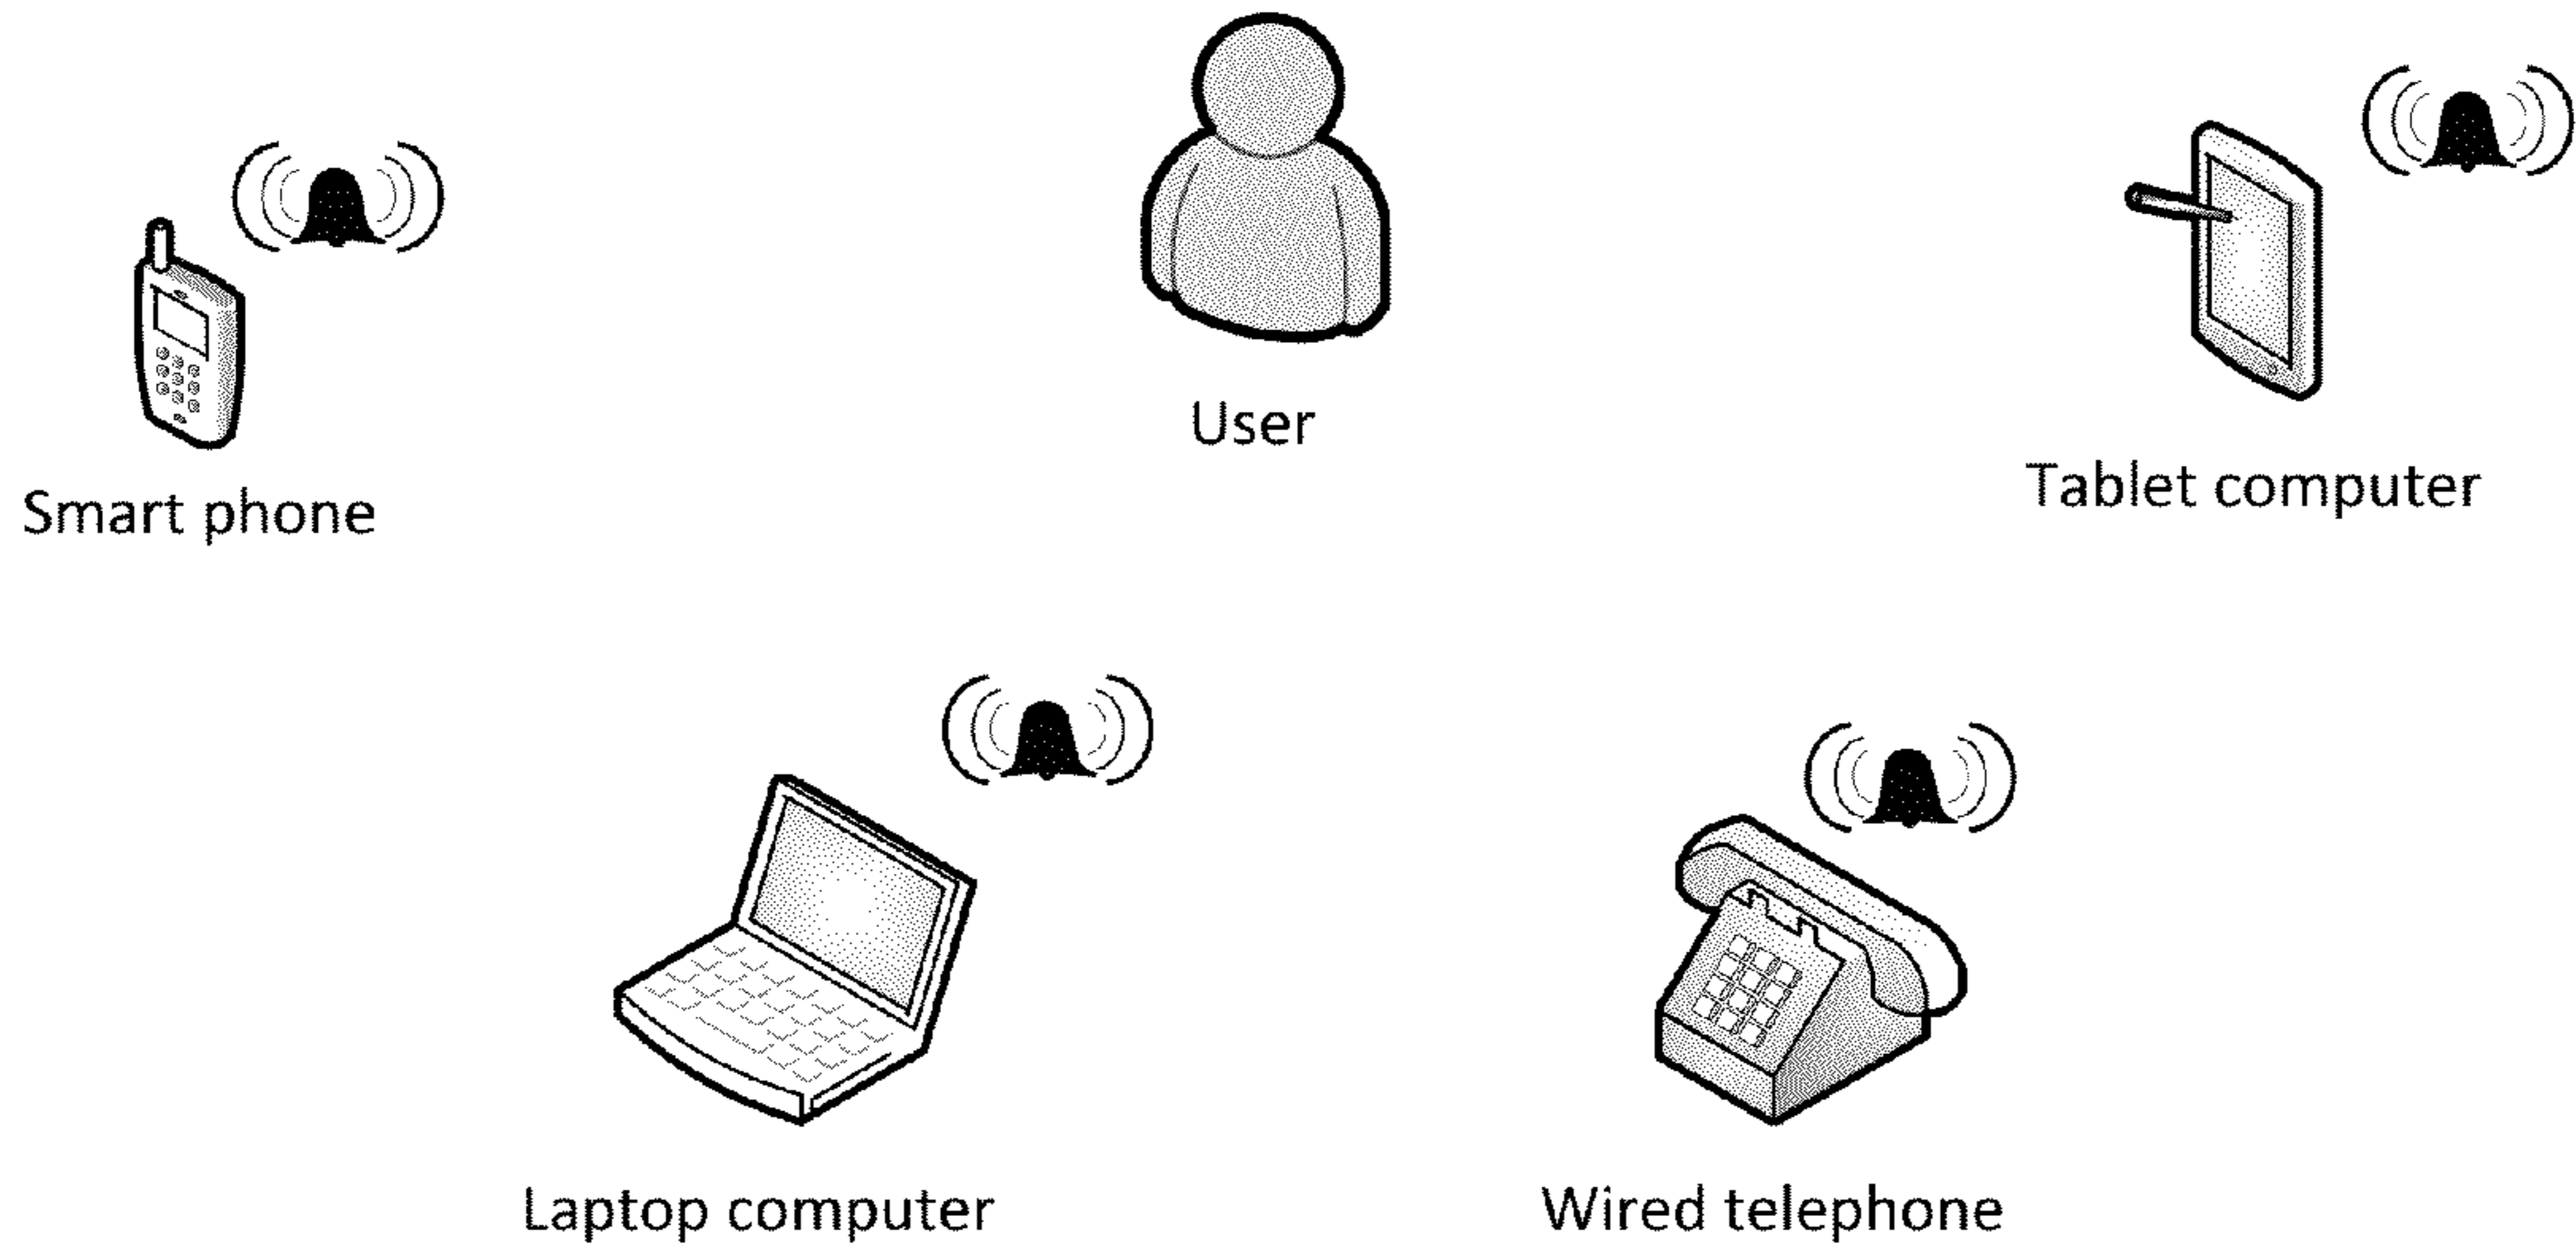 User
Smart phone
Tablet computer
Laptop computer
Wired telephone